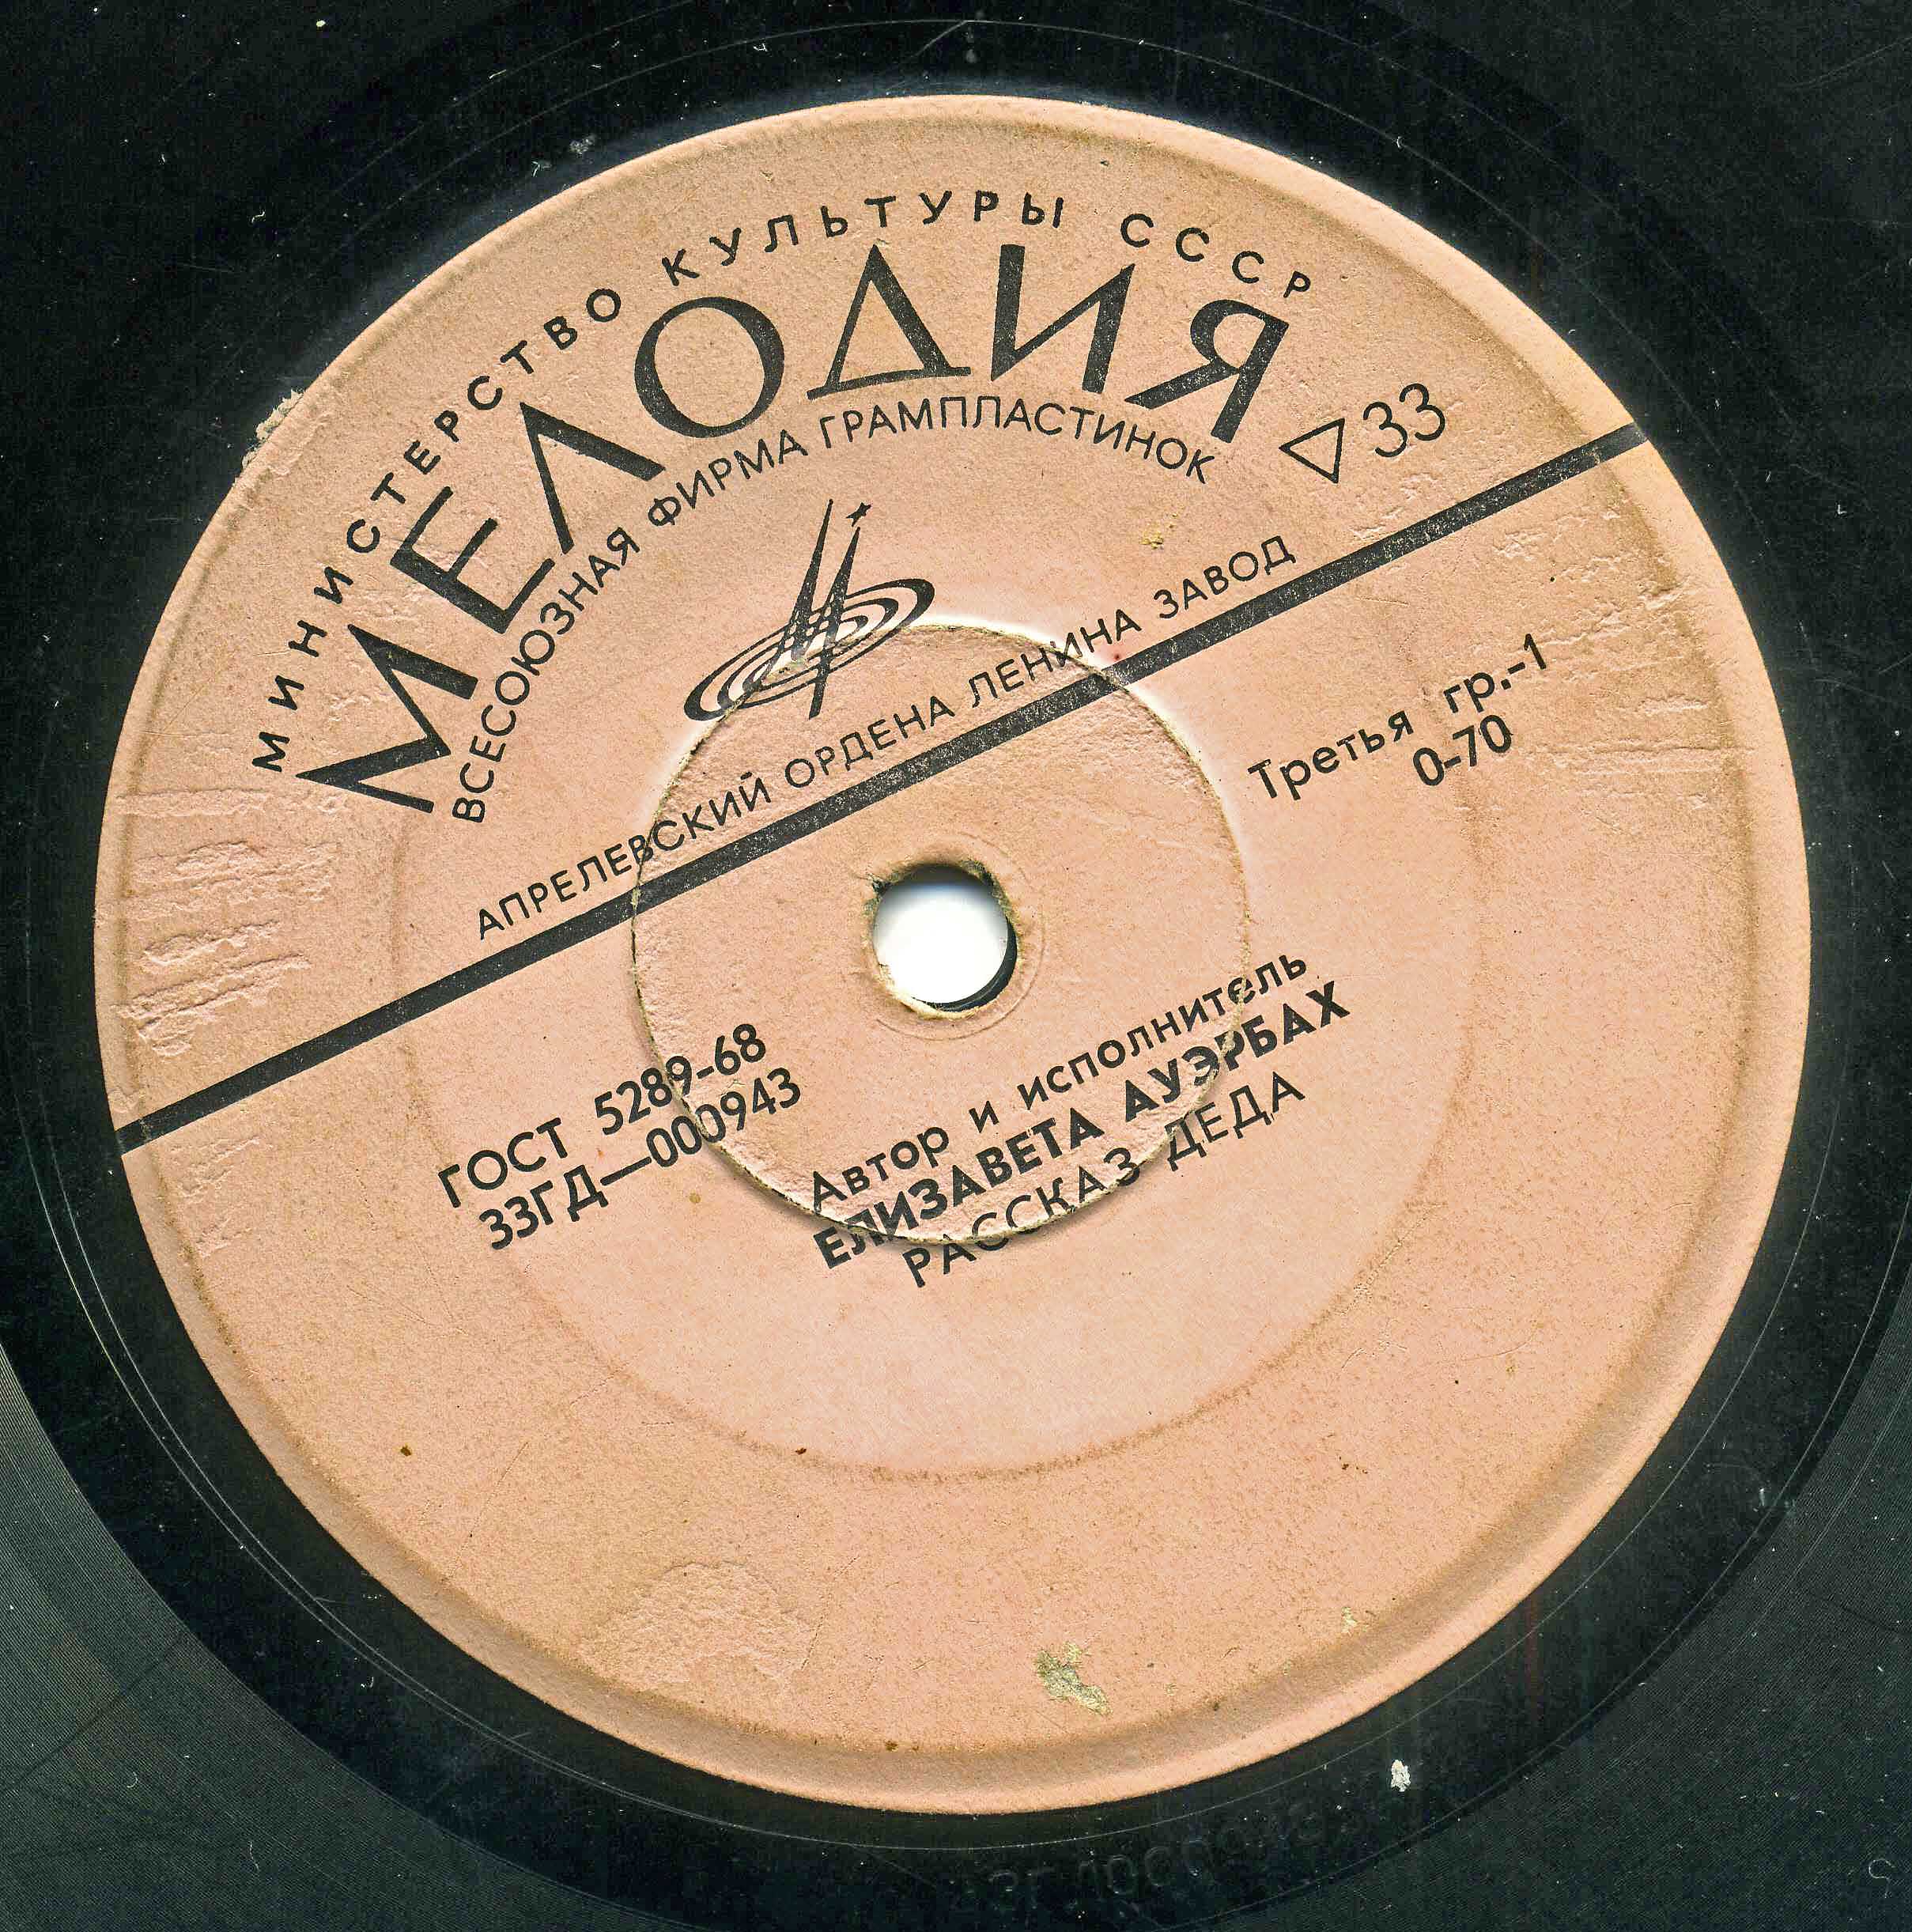 МИНИСТЕРСТВО КУЛЬТУРЫ СССР
МЕЛОДИЯ
ВСЕСОЮЗНАЯ ФИРМА ГРАМПЛАСТИНОК
33
АПРЕЛЕВСКИЙ ОРДЕНА ЛЕНИНА ЗАВОД
Третья гр.-1
0-70
ГОСТ 5289-68
33ГД—000943
Автор и исполнитель
ЕЛИЗАВЕТА АУЭРБАХ
РАССКАЗ ДЕДА